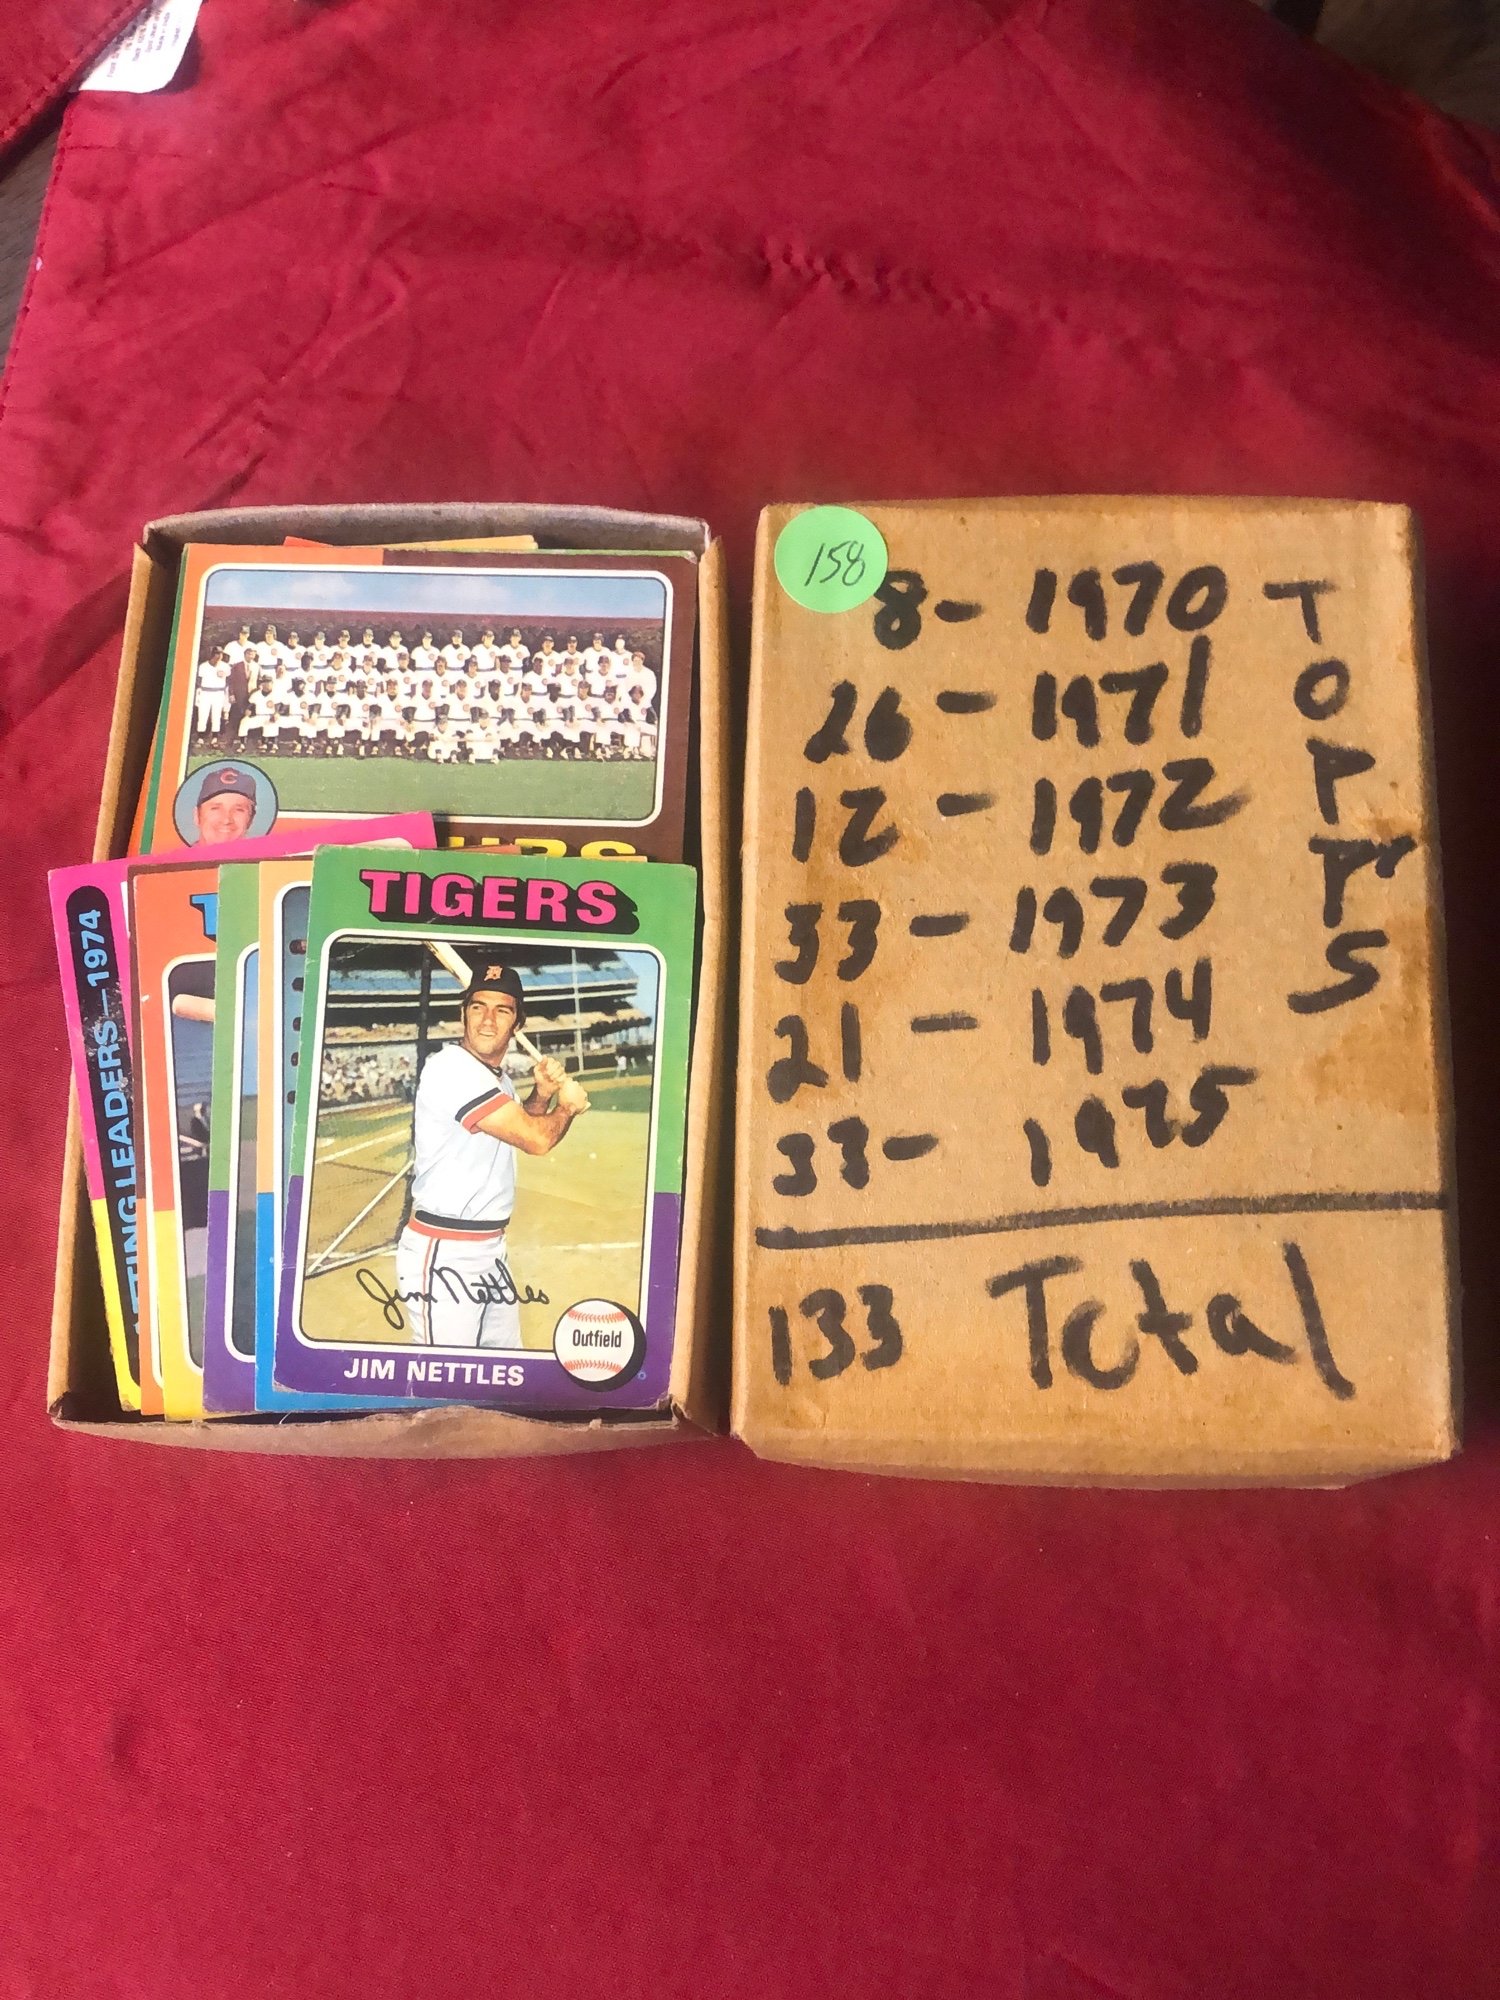 158
8 - 1970
26 - 1971
12 - 1972
33 - 1973
21 - 1974
33 - 1975
TOPPS
133 Total
TTING LEADERS—1974
TIGERS
Jim Nettles
Outfield
JIM NETTLES